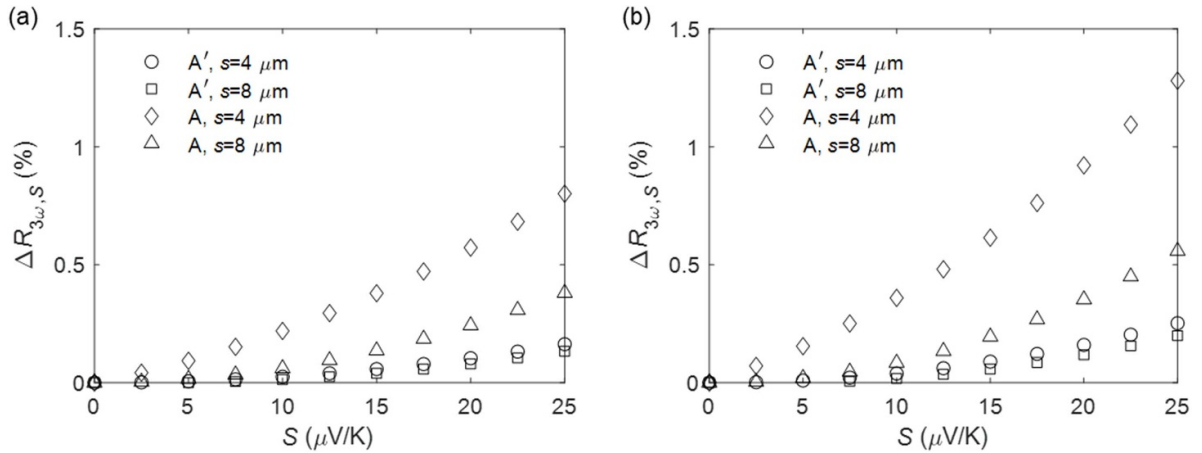 (a)
1.5
1
0.5
0
ΔR3ω,S (%)
A′, s=4 μm
A′, s=8 μm
A, s=4 μm
A, s=8 μm
0 5 10 15 20 25
S (μV/K)
(b)
1.5
1
0.5
0
ΔR3ω,S (%)
A′, s=4 μm
A′, s=8 μm
A, s=4 μm
A, s=8 μm
0 5 10 15 20 25
S (μV/K)